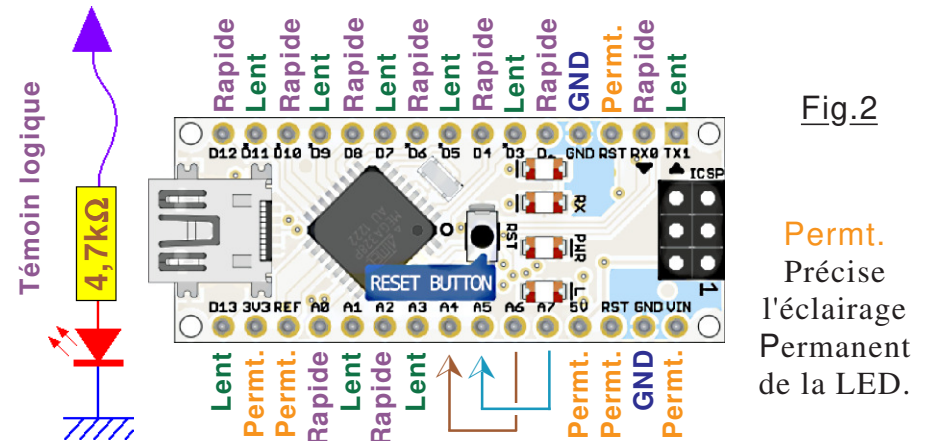 Témoin logique
4,7kΩ
Rapide
Lent
Rapide
Lent
Rapide
Lent
Rapide
Lent
Rapide
Lent
Rapide
GND
Permt.
Rapide
Lent
D12 D11 D10 D9 D8 D7 D6 D5 D4 D3 GND RST RX0 TX1
ICSP
RX
RST
PWR
L
1
RESET BUTTON
D13 3V3 REF A0 A1 A2 A3 A4 A5 A6 A7 5V RST GND VIN
Lent
Permt.
Permt.
Rapide
Lent
Rapide
Lent
Permt.
Permt.
GND
Permt.
Fig.2
Permt.
Précise
l'éclairage
Permanent
de la LED.